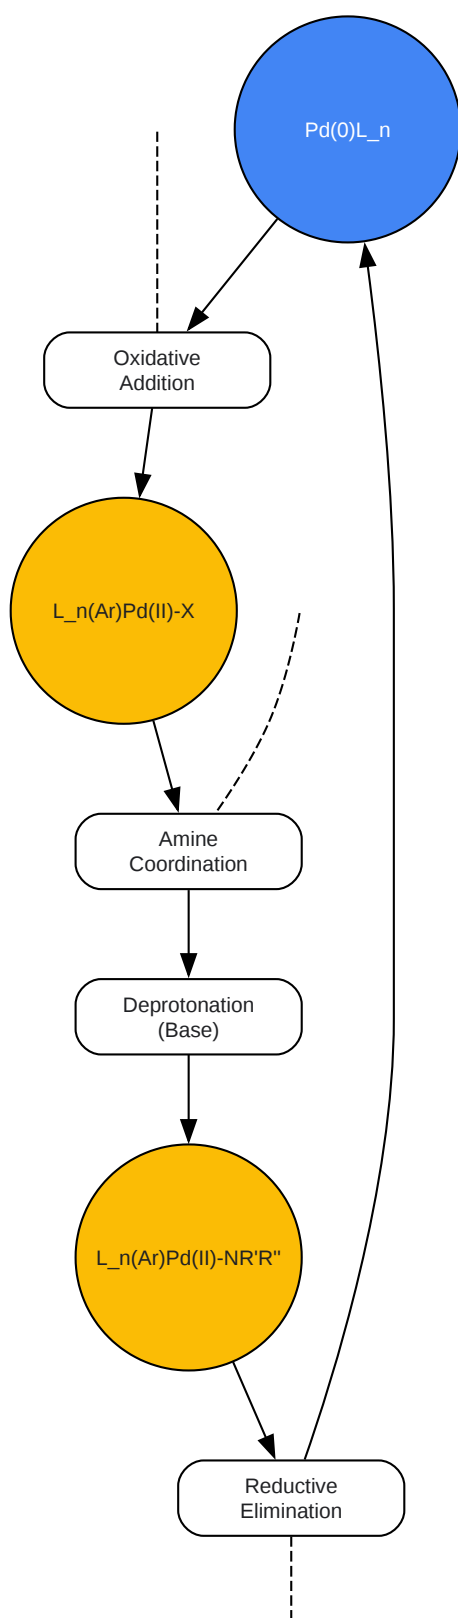 Pd(0)L_n
Oxidative
Addition
L_n(Ar)Pd(II)-X
Amine
Coordination
Deprotonation
(Base)
L_n(Ar)Pd(II)-NR'R''
Reductive
Elimination